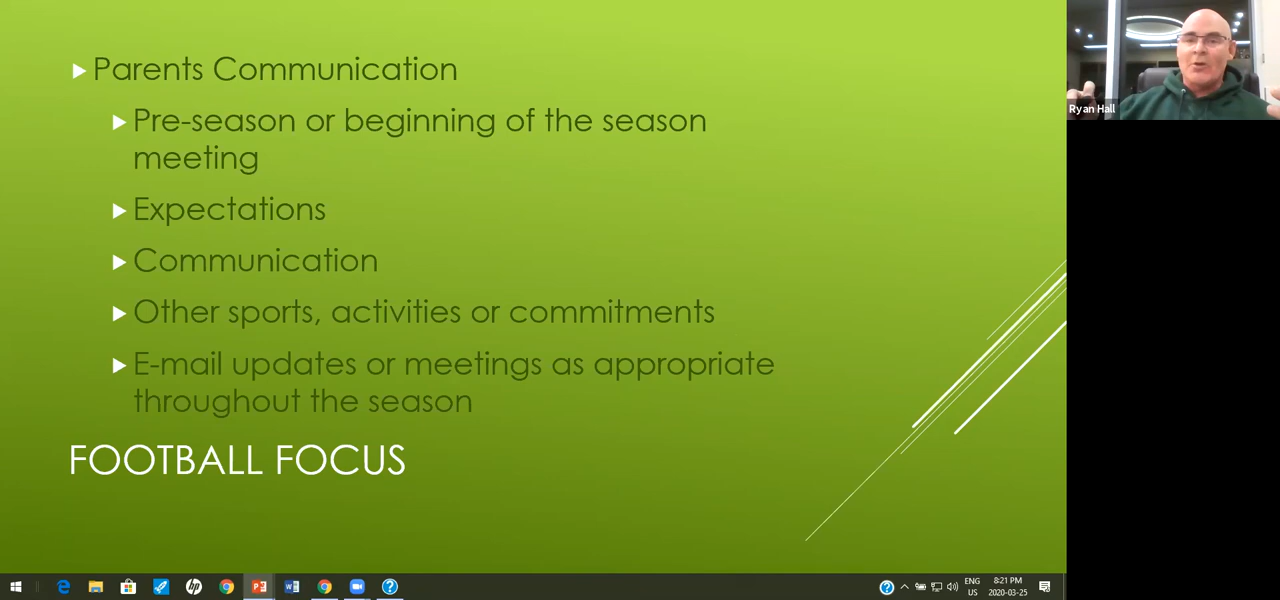 Parents Communication
Pre-season or beginning of the season
meeting
Expectations
Communication
Other sports, activities or commitments
E-mail updates or meetings as appropriate
throughout the season
FOOTBALL FOCUS
Ryan Hall
ENG
US
8:21 PM
2020-03-25